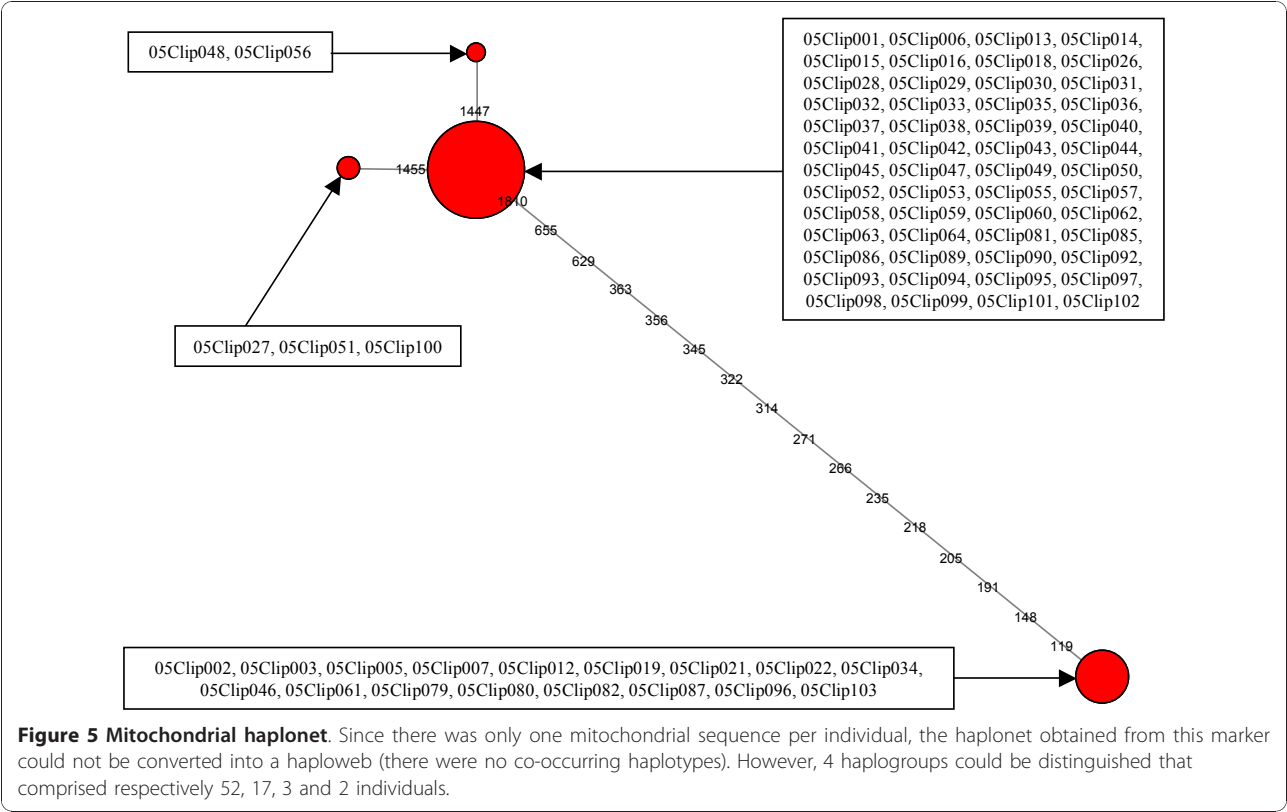 05Clip048, 05Clip056
05Clip001, 05Clip006, 05Clip013, 05Clip014,
05Clip015, 05Clip016, 05Clip018, 05Clip026,
05Clip028, 05Clip029, 05Clip030, 05Clip031,
05Clip032, 05Clip033, 05Clip035, 05Clip036,
05Clip037, 05Clip038, 05Clip039, 05Clip040,
05Clip041, 05Clip042, 05Clip043, 05Clip044,
05Clip045, 05Clip047, 05Clip049, 05Clip050,
05Clip052, 05Clip053, 05Clip055, 05Clip057,
05Clip058, 05Clip059, 05Clip060, 05Clip062,
05Clip063, 05Clip064, 05Clip081, 05Clip085,
05Clip086, 05Clip089, 05Clip090, 05Clip092,
05Clip093, 05Clip094, 05Clip095, 05Clip097,
05Clip098, 05Clip099, 05Clip101, 05Clip102
1447
1455
1810
655
629
363
356
345
322
314
271
266
235
218
205
191
148
119
05Clip027, 05Clip051, 05Clip100
05Clip002, 05Clip003, 05Clip005, 05Clip007, 05Clip012, 05Clip019, 05Clip021, 05Clip022, 05Clip034,
05Clip046, 05Clip061, 05Clip079, 05Clip080, 05Clip082, 05Clip087, 05Clip096, 05Clip103
Figure 5 Mitochondrial haplonet. Since there was only one mitochondrial sequence per individual, the haplonet obtained from this marker
could not be converted into a haploweb (there were no co-occurring haplotypes). However, 4 haplogroups could be distinguished that
comprised respectively 52, 17, 3 and 2 individuals.